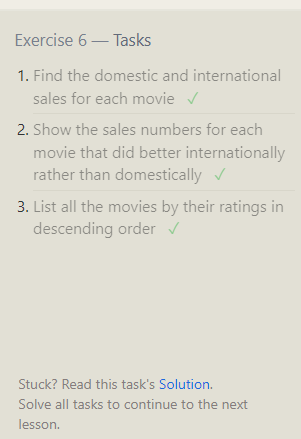 Exercise 6 — Tasks
1. Find the domestic and international
sales for each movie ✓
2. Show the sales numbers for each
movie that did better internationally
rather than domestically ✓
3. List all the movies by their ratings in
descending order ✓
Stuck? Read this task's Solution.
Solve all tasks to continue to the next
lesson.